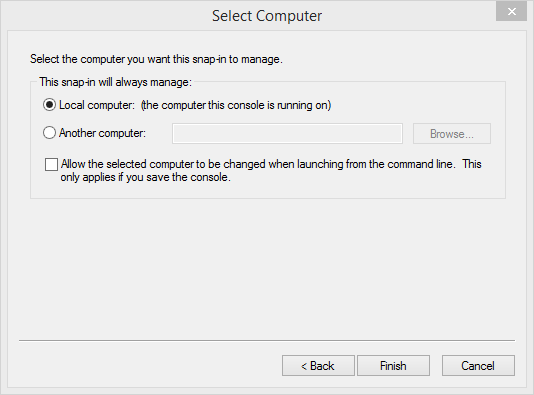 Select Computer
Select the computer you want this snap-in to manage.
This snap-in will always manage:
Local computer: (the computer this console is running on)
Another computer:
Browse...
Allow the selected computer to be changed when launching from the command line. This
only applies if you save the console.
< Back
Finish
Cancel